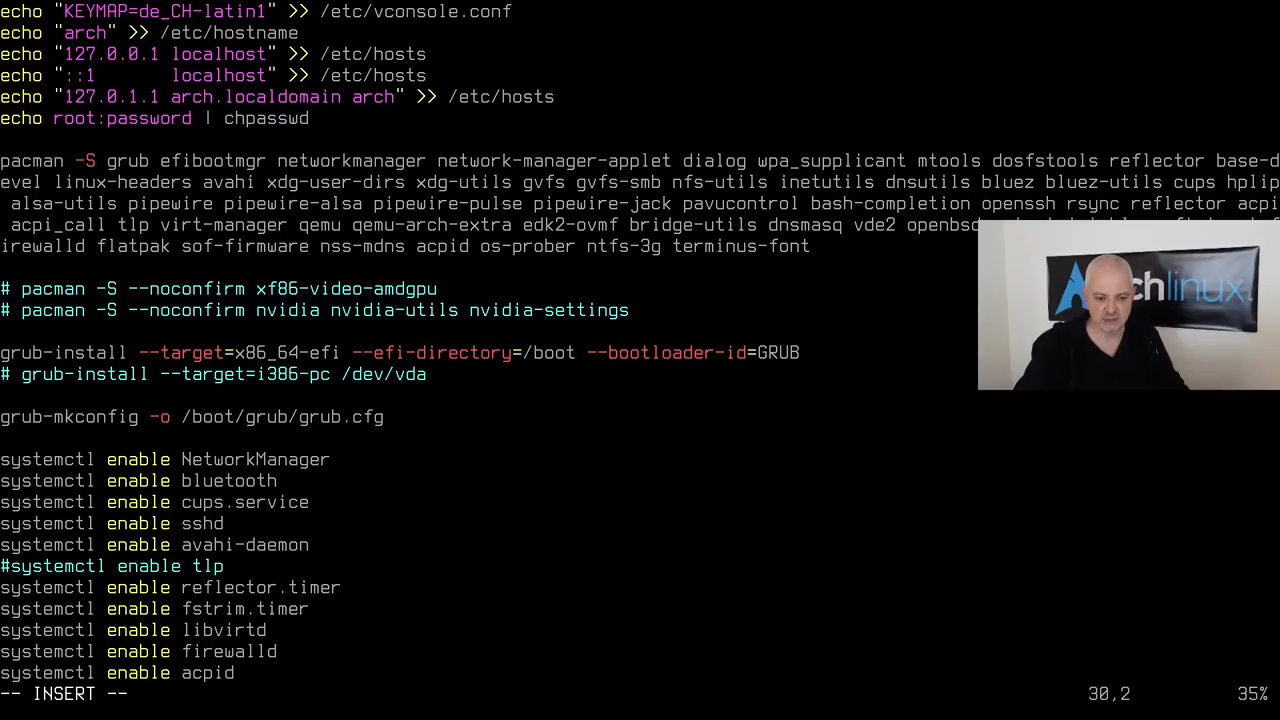 echo "KEYMAP=de_CH-latin1" >> /etc/vconsole.conf
echo "arch" >> /etc/hostname
echo "127.0.0.1 localhost" >> /etc/hosts
echo "::1       localhost" >> /etc/hosts
echo "127.0.1.1 arch.localdomain arch" >> /etc/hosts
echo root:password | chpasswd
pacman -S grub efibootmgr networkmanager network-manager-applet dialog wpa_supplicant mtools dosfstools reflector base-d
evel linux-headers avahi xdg-user-dirs xdg-utils gvfs gvfs-smb nfs-utils inetutils dnsutils bluez bluez-utils cups hplip
alsa-utils pipewire pipewire-alsa pipewire-pulse pipewire-jack pavucontrol bash-completion openssh rsync reflector acpi
acpi_call tlp virt-manager qemu qemu-arch-extra edk2-ovmf bridge-utils dnsmasq vde2 openbsd
irewalld flatpak sof-firmware nss-mdns acpid os-prober ntfs-3g terminus-font
# pacman -S --noconfirm xf86-video-amdgpu
# pacman -S --noconfirm nvidia nvidia-utils nvidia-settings
grub-install --target=x86_64-efi --efi-directory=/boot --bootloader-id=GRUB
# grub-install --target=i386-pc /dev/vda
grub-mkconfig -o /boot/grub/grub.cfg
systemctl enable NetworkManager
systemctl enable bluetooth
systemctl enable cups.service
systemctl enable sshd
systemctl enable avahi-daemon
#systemctl enable tlp
systemctl enable reflector.timer
systemctl enable fstrim.timer
systemctl enable libvirtd
systemctl enable firewalld
systemctl enable acpid
-- INSERT -- 30,2 35%
chlinux